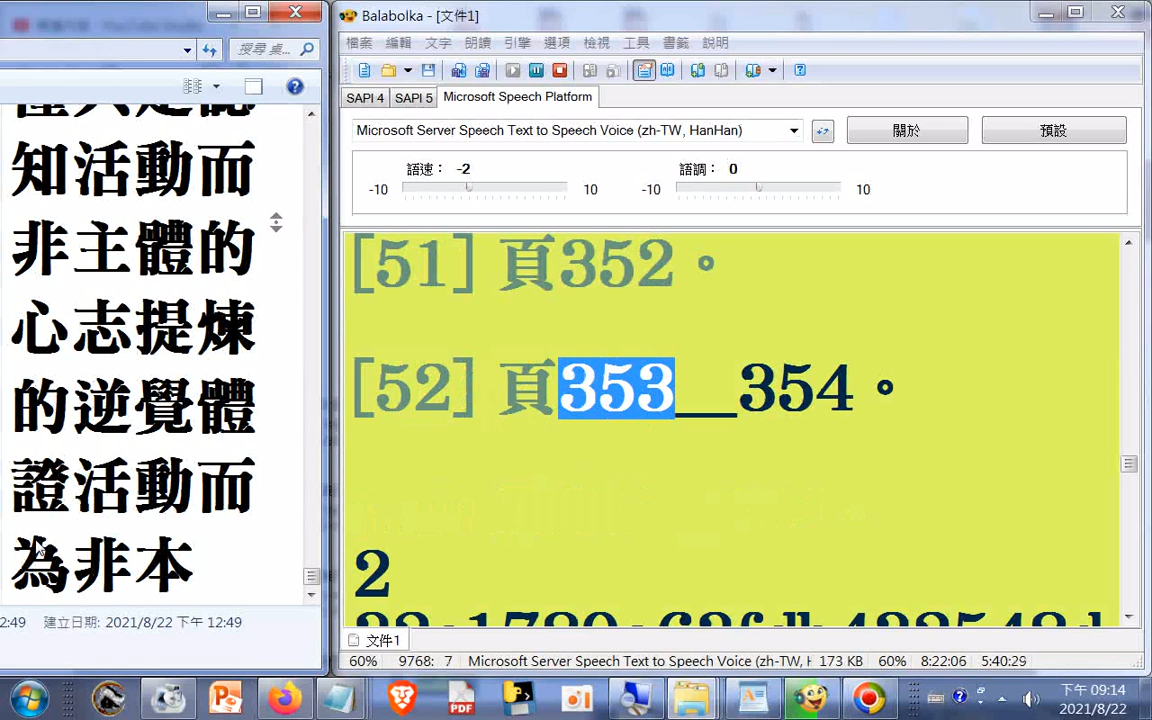 搜尋 桌...
知活動而
非主體的
心志提煉
的逆覺體
證活動而
為非本
2:49 建立日期: 2021/8/22 下午 12:49
Balabolka - [文件1]
檔案 編輯 文字 朗讀 引擎 選項 檢視 工具 書籤 說明
SAPI 4 SAPI 5 Microsoft Speech Platform
Microsoft Server Speech Text to Speech Voice (zh-TW, HanHan) 關於 預設
語速： -2 語調： 0
-10 10 -10 10
[51] 頁352。
[52] 頁353__354。
2
文件1
60% 9768: 7 Microsoft Server Speech Text to Speech Voice (zh-TW, H 173 KB 60% 8:22:06 5:40:29
PDF
下午 09:14
2021/8/22